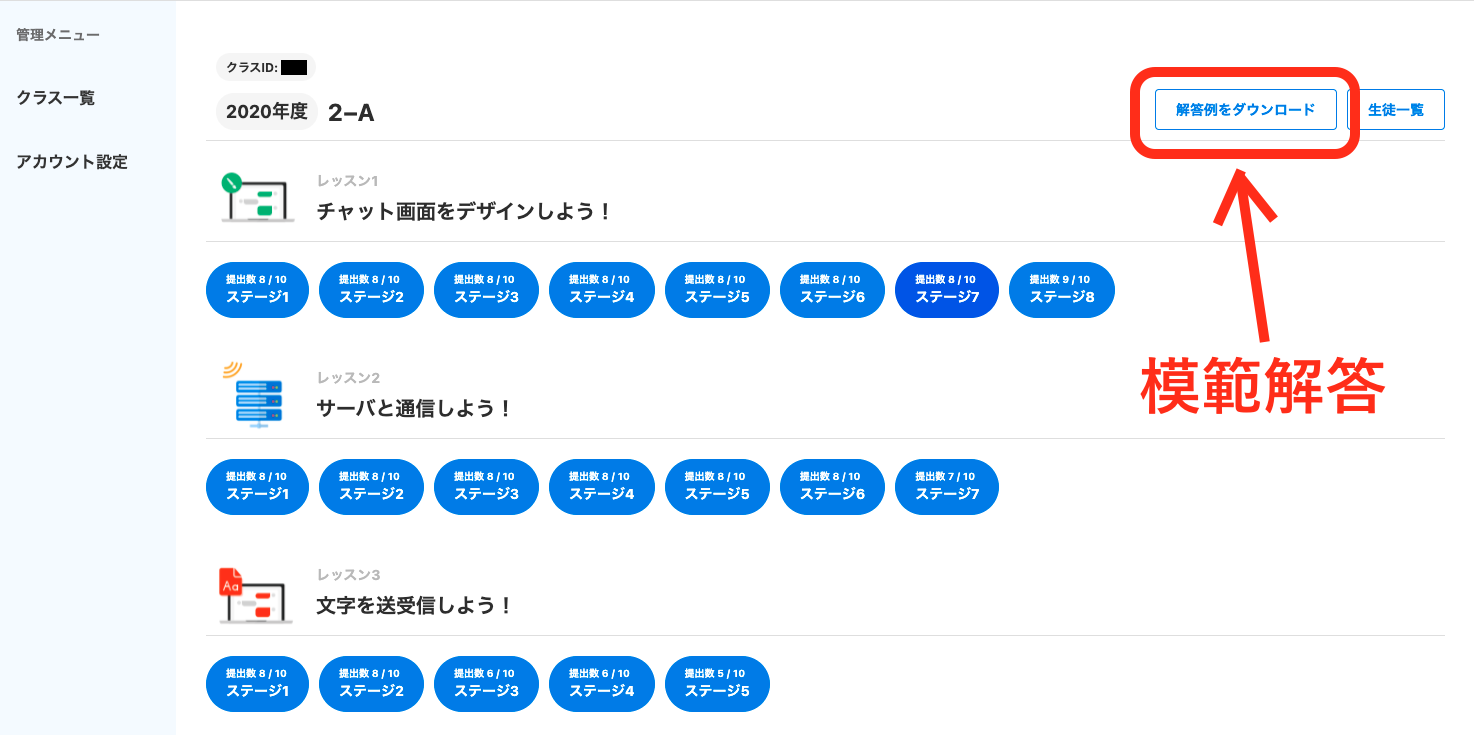 管理メニュー
クラス一覧
アカウント設定
クラスID:
2020年度 2–A
解答例をダウンロード 生徒一覧
模範解答
レッスン1
チャット画面をデザインしよう！
提出数 8 / 10 提出数 8 / 10 提出数 8 / 10 提出数 8 / 10 提出数 8 / 10 提出数 8 / 10 提出数 8 / 10 提出数 9 / 10
ステージ1 ステージ2 ステージ3 ステージ4 ステージ5 ステージ6 ステージ7 ステージ8
レッスン2
サーバと通信しよう！
提出数 8 / 10 提出数 8 / 10 提出数 8 / 10 提出数 8 / 10 提出数 8 / 10 提出数 8 / 10 提出数 7 / 10
ステージ1 ステージ2 ステージ3 ステージ4 ステージ5 ステージ6 ステージ7
Aa
レッスン3
文字を送受信しよう！
提出数 8 / 10 提出数 8 / 10 提出数 6 / 10 提出数 6 / 10 提出数 5 / 10
ステージ1 ステージ2 ステージ3 ステージ4 ステージ5